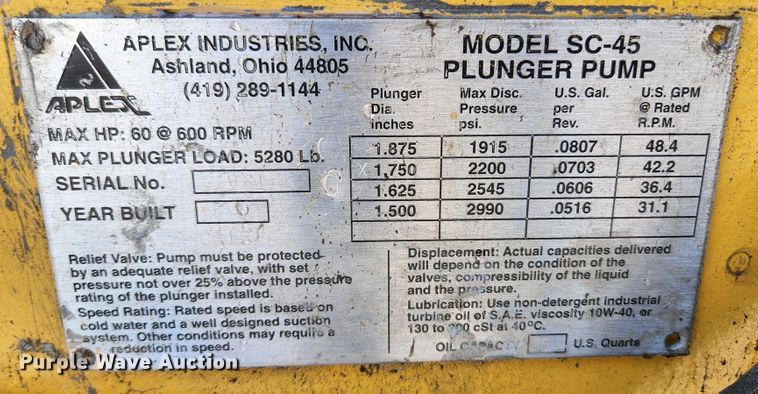 APLEX
APLEX INDUSTRIES, INC.
Ashland, Ohio 44805
(419) 289-1144
MAX HP: 60 @ 600 RPM
MAX PLUNGER LOAD: 5280 Lb.
SERIAL No.
YEAR BUILT
Relief Valve: Pump must be protected
by an adequate relief valve, with set
pressure not over 25% above the pressure
rating of the plunger installed.
Speed Rating: Rated speed is based on
cold water and a well designed suction
system. Other conditions may require a
reduction in speed.
MODEL SC-45
PLUNGER PUMP
Plunger Max Disc. U.S. Gal. U.S. GPM
Dia. Pressure per @ Rated
inches psi. Rev. R.P.M.
1.875 1915 .0807 48.4
1.750 2200 .0703 42.2
1.625 2545 .0606 36.4
1.500 2990 .0516 31.1
Displacement: Actual capacities delivered
will depend on the condition of the
valves, compressibility of the liquid
and the pressure.
Lubrication: Use non-detergent industrial
turbine oil of S.A.E. viscosity 10W-40, or
130 to 200 cSt at 40°C.
OIL CAPACITY U.S. Quarts
Purple Wave Auction